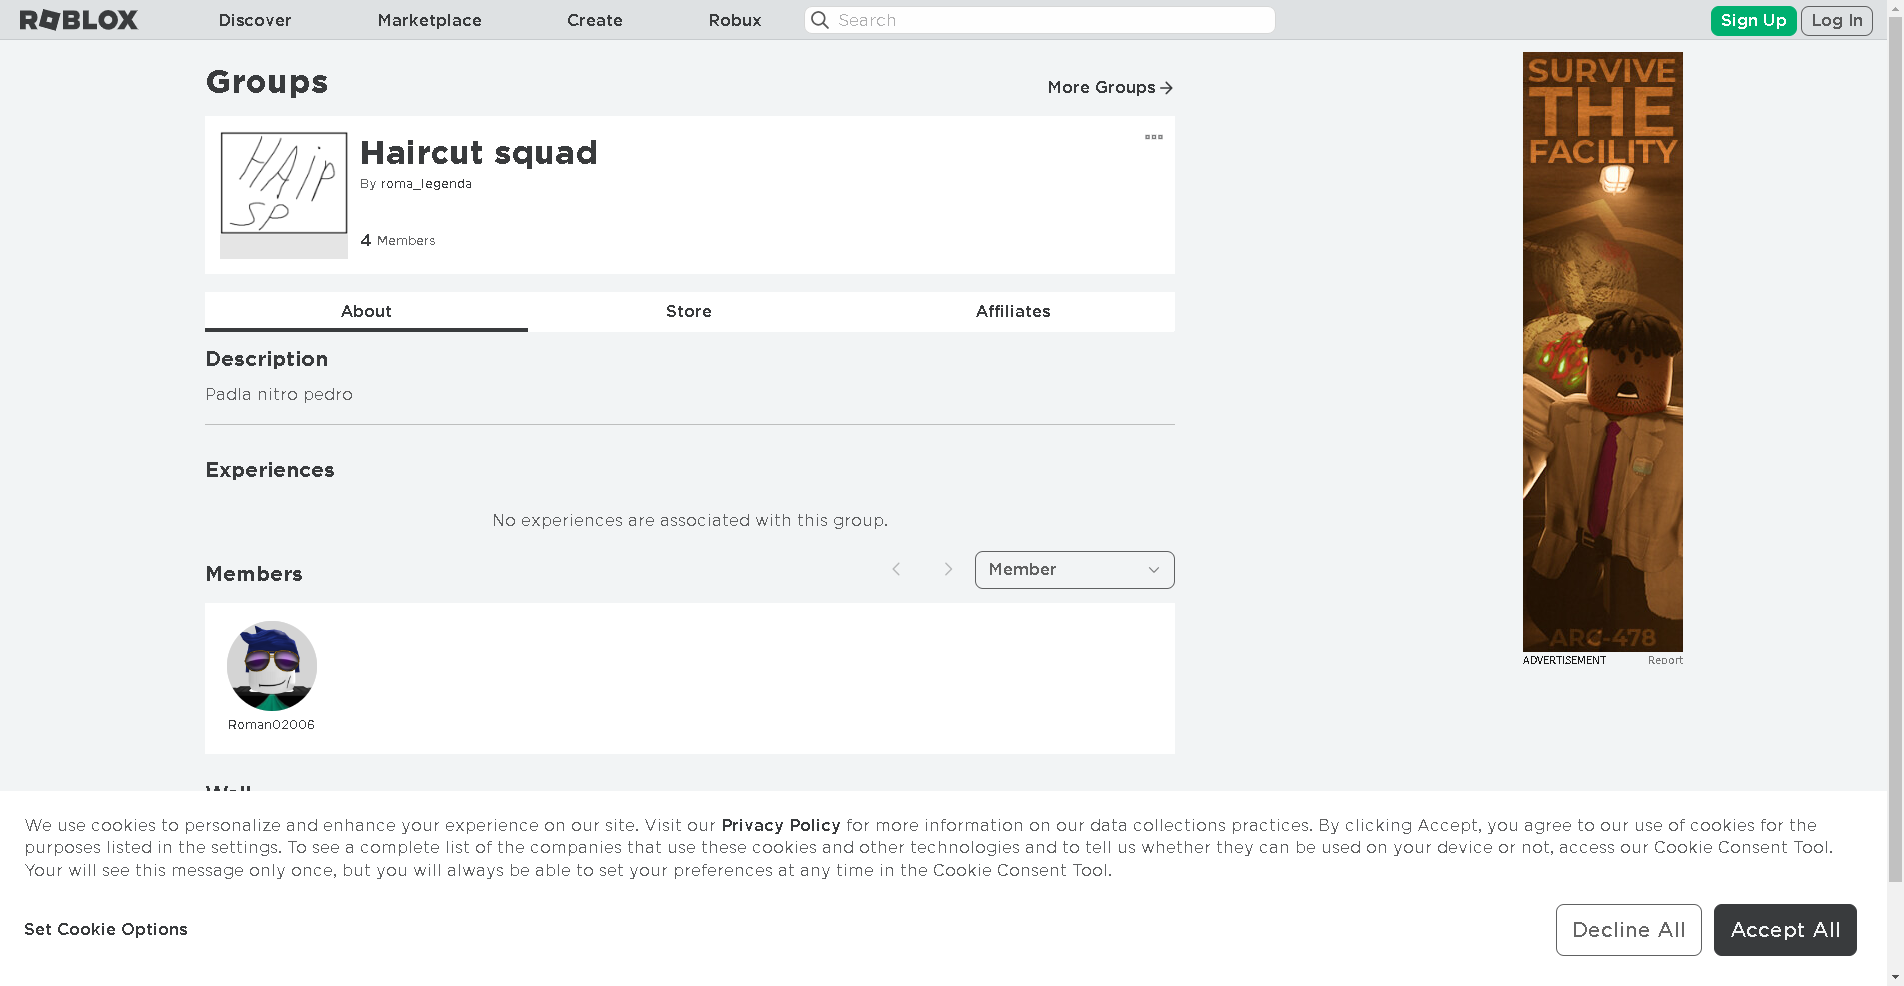 ROBLOX
Discover
Marketplace
Create
Robux
Search
Sign Up
Log In
Groups
More Groups
HAIP
SP
Haircut squad
By roma_legenda
4 Members
About
Store
Affiliates
Description
Padla nitro pedro
Experiences
No experiences are associated with this group.
Members
Member
Roman02006
Wall
SURVIVE
THE
FACILITY
ARC-478
ADVERTISEMENT
Report
We use cookies to personalize and enhance your experience on our site. Visit our Privacy Policy for more information on our data collections practices. By clicking Accept, you agree to our use of cookies for the
purposes listed in the settings. To see a complete list of the companies that use these cookies and other technologies and to tell us whether they can be used on your device or not, access our Cookie Consent Tool.
Your will see this message only once, but you will always be able to set your preferences at any time in the Cookie Consent Tool.
Set Cookie Options
Decline All
Accept All